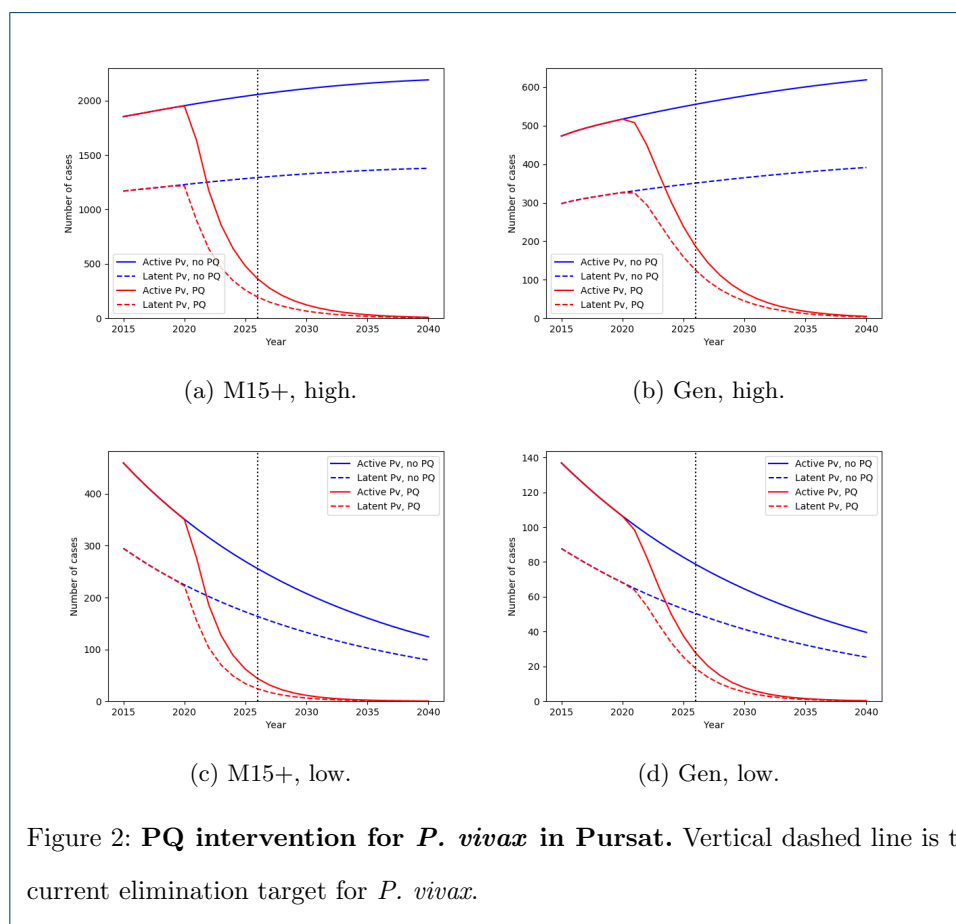 2000
1500
1000
500
0
Number of cases
Active Pv, no PQ
Latent Pv, no PQ
Active Pv, PQ
Latent Pv, PQ
2015 2020 2025 2030 2035 2040
Year
(a) M15+, high.
600
500
400
300
200
100
0
Number of cases
Active Pv, no PQ
Latent Pv, no PQ
Active Pv, PQ
Latent Pv, PQ
2015 2020 2025 2030 2035 2040
Year
(b) Gen, high.
400
300
200
100
0
Number of cases
Active Pv, no PQ
Latent Pv, no PQ
Active Pv, PQ
Latent Pv, PQ
2015 2020 2025 2030 2035 2040
Year
(c) M15+, low.
140
120
100
80
60
40
20
0
Number of cases
Active Pv, no PQ
Latent Pv, no PQ
Active Pv, PQ
Latent Pv, PQ
2015 2020 2025 2030 2035 2040
Year
(d) Gen, low.
Figure 2: PQ intervention for P. vivax in Pursat. Vertical dashed line is t
current elimination target for P. vivax.